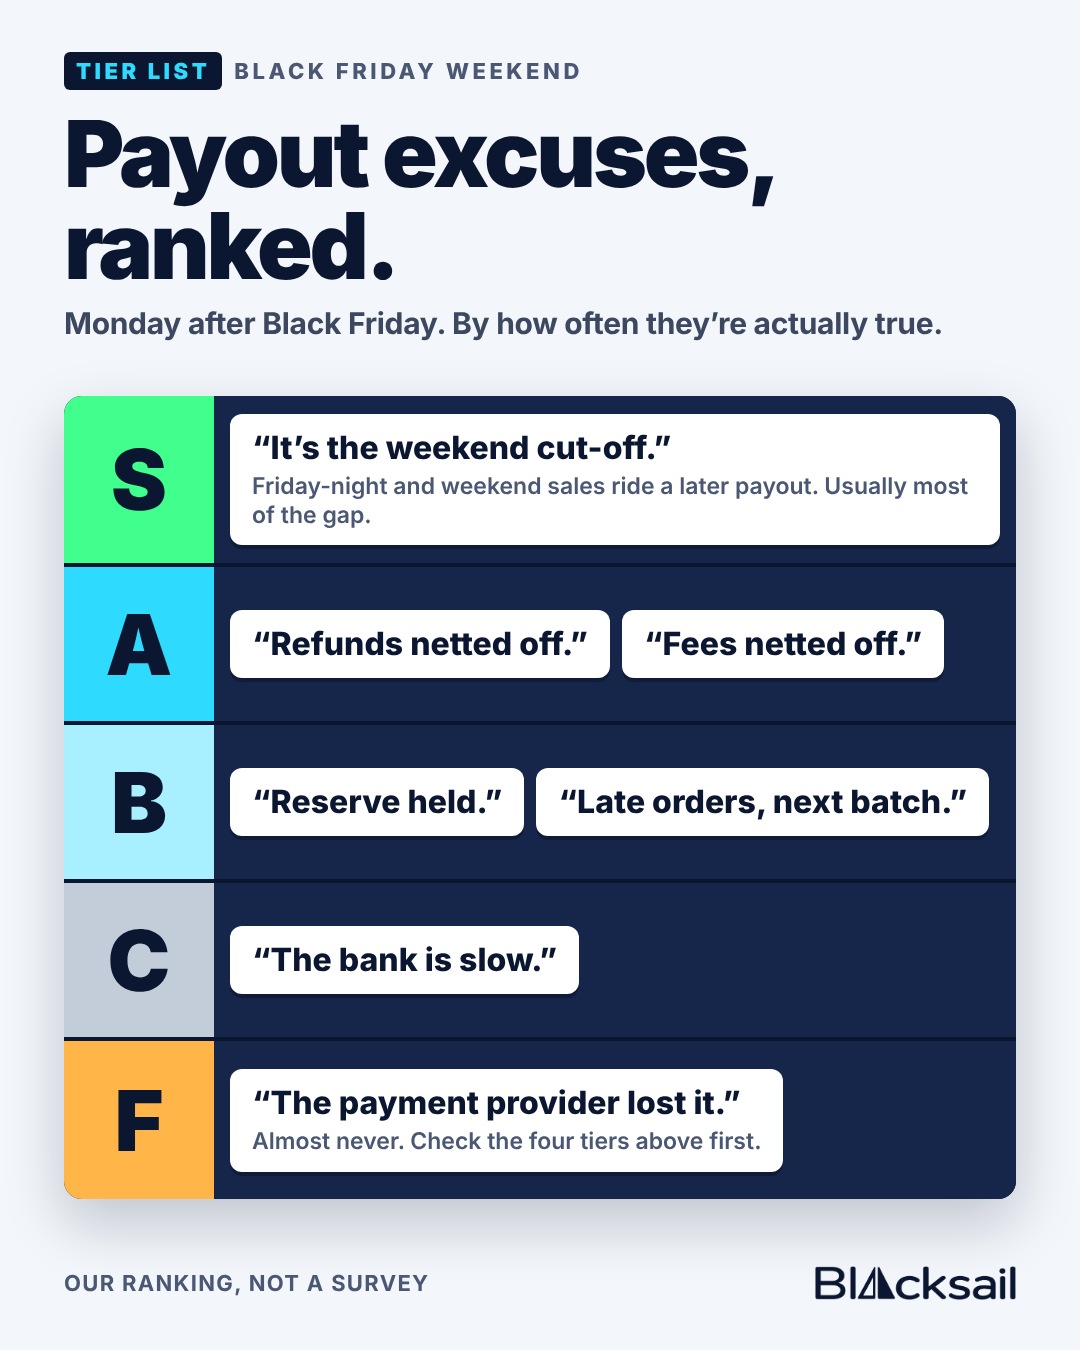 TIER LIST BLACK FRIDAY WEEKEND
Payout excuses,
ranked.
Monday after Black Friday. By how often they’re actually true.
S
“It’s the weekend cut-off.”
Friday-night and weekend sales ride a later payout. Usually most
of the gap.
A
“Refunds netted off.” “Fees netted off.”
B
“Reserve held.” “Late orders, next batch.”
C
“The bank is slow.”
F
“The payment provider lost it.”
Almost never. Check the four tiers above first.
OUR RANKING, NOT A SURVEY
Blacksail